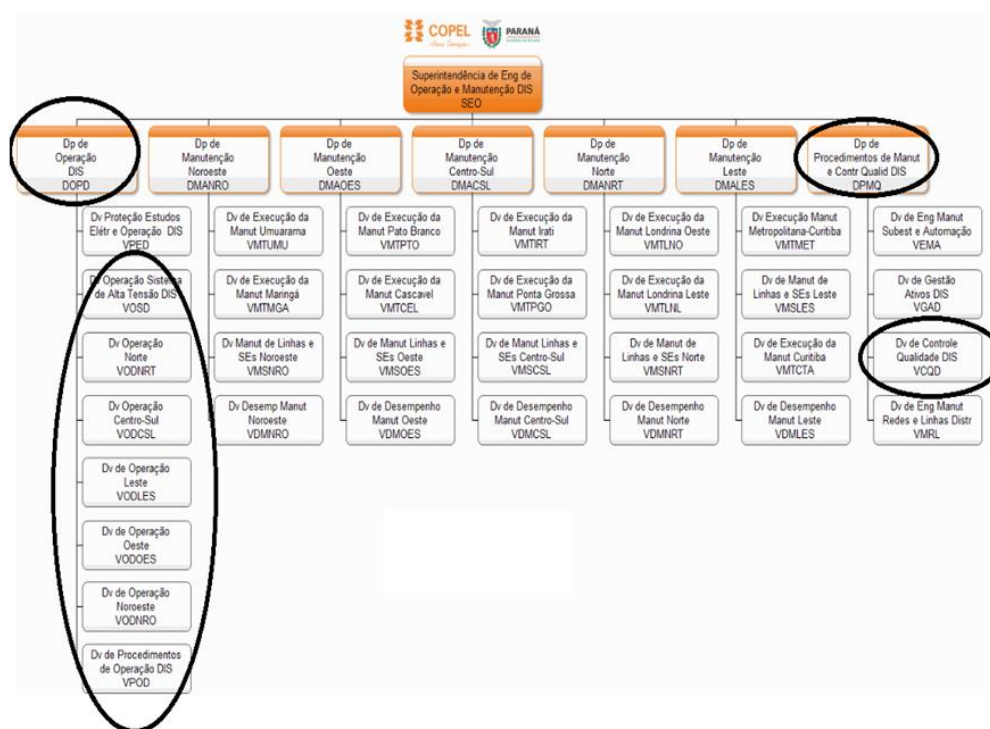 COPEL
PARANÁ
Superintendência de Eng de
Operação e Manutenção DIS
SEO
Dp de
Operação
DIS
DOPD
Dp de
Manutenção
Noroeste
DMANRO
Dp de
Manutenção
Oeste
DMAOES
Dp de
Manutenção
Centro-Sul
DMACSL
Dp de
Manutenção
Norte
DMANRT
Dp de
Manutenção
Leste
DMALES
Dp de
Procedimentos de Manut
e Contr Qualid DIS
DPMQ
Dv Proteção Estudos
Elétr e Operação DIS
VPED
Dv Operação Sistema
de Alta Tensão DIS
VOSD
Dv Operação
Norte
VODNRT
Dv Operação
Centro-Sul
VODCSL
Dv de Operação
Leste
VODLES
Dv de Operação
Oeste
VODOES
Dv de Operação
Noroeste
VODNRO
Dv de Procedimentos
de Operação DIS
VPOD
Dv de Execução da
Manut Umuarama
VMTUMU
Dv de Execução da
Manut Maringá
VMTMGA
Dv Manut de Linhas e
SEs Noroeste
VMSNRO
Dv Desemp Manut
Noroeste
VDMNRO
Dv de Execução da
Manut Pato Branco
VMTPTO
Dv de Execução da
Manut Cascavel
VMTCEL
Dv de Manut Linhas e
SEs Oeste
VMSOES
Dv de Desempenho
Manut Oeste
VDMOES
Dv de Execução da
Manut Irati
VMTIRT
Dv de Execução da
Manut Ponta Grossa
VMTPGO
Dv de Manut Linhas e
SEs Centro-Sul
VMSCSL
Dv de Desempenho
Manut Centro-Sul
VDMCSL
Dv de Execução da
Manut Londrina Oeste
VMTLNO
Dv de Execução da
Manut Londrina Leste
VMTLNL
Dv de Manut de
Linhas e SEs Norte
VMSNRT
Dv de Desempenho
Manut Norte
VDMNRT
Dv Execução Manut
Metropolitana-Curitiba
VMTMET
Dv de Manut de
Linhas e SEs Leste
VMSLES
Dv de Execução da
Manut Curitiba
VMTCTA
Dv de Desempenho
Manut Leste
VDMLES
Dv de Eng Manut
Subest e Automação
VEMA
Dv de Gestão
Ativos DIS
VGAD
Dv de Controle
Qualidade DIS
VCQD
Dv de Eng Manut
Redes e Linhas Distr
VMRL